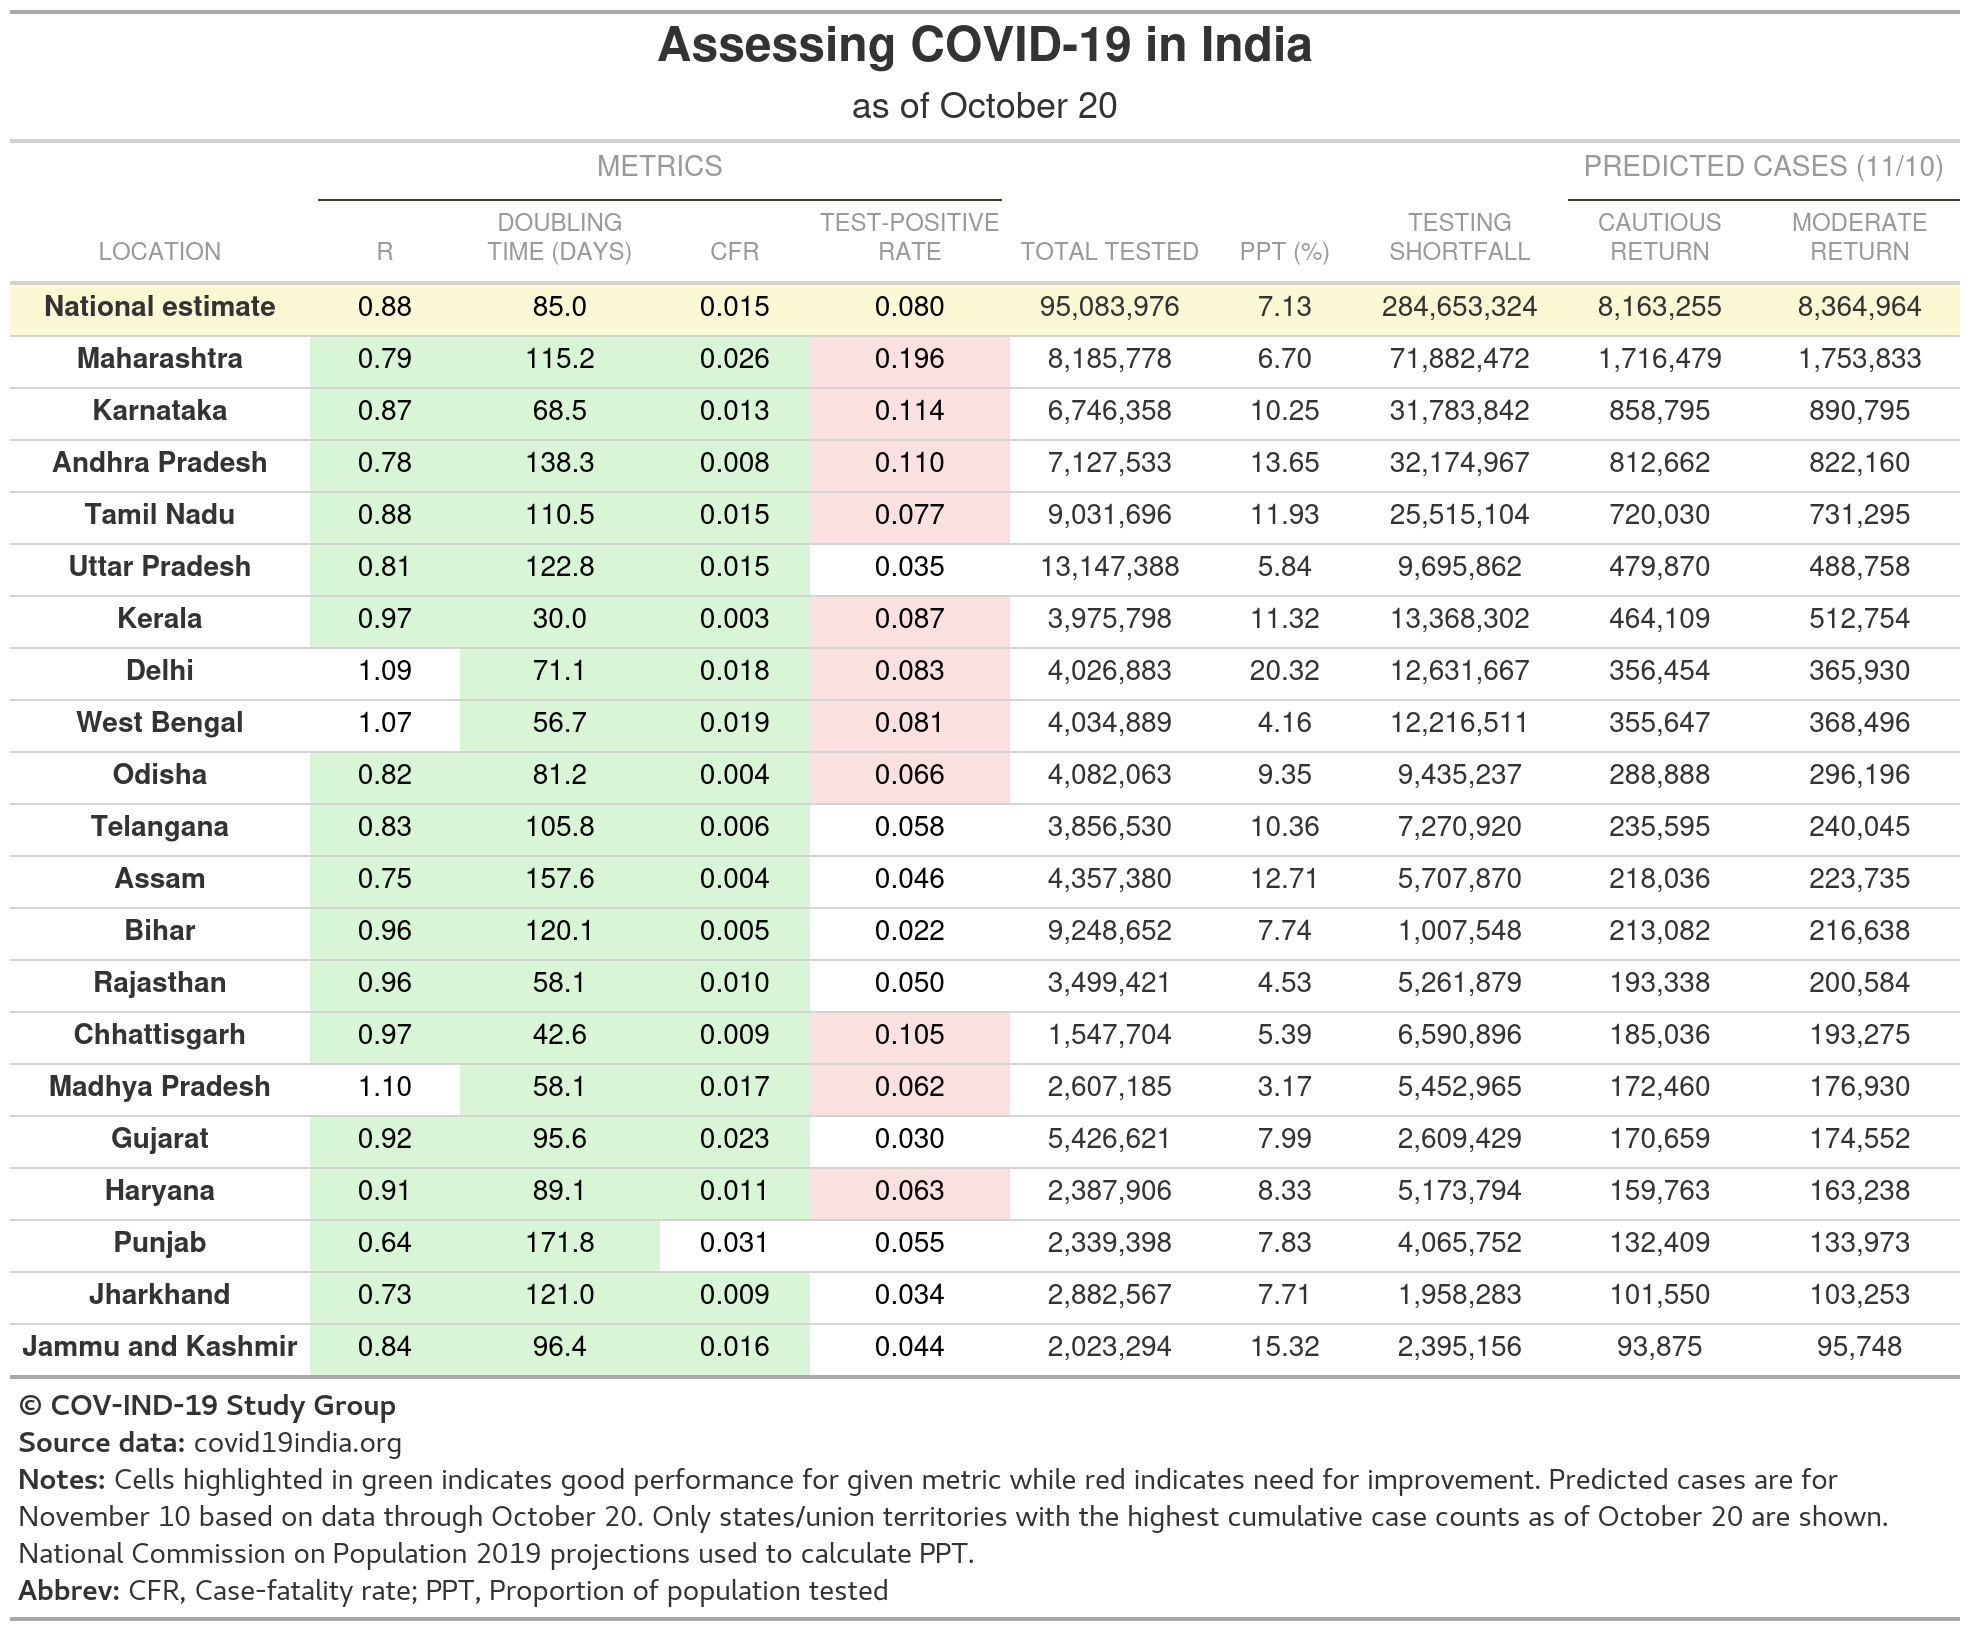 Assessing COVID-19 in India
as of October 20
METRICS PREDICTED CASES (11/10)
LOCATION R DOUBLING TIME (DAYS) CFR TEST-POSITIVE RATE TOTAL TESTED PPT (%) TESTING SHORTFALL CAUTIOUS RETURN MODERATE RETURN
National estimate 0.88 85.0 0.015 0.080 95,083,976 7.13 284,653,324 8,163,255 8,364,964
Maharashtra 0.79 115.2 0.026 0.196 8,185,778 6.70 71,882,472 1,716,479 1,753,833
Karnataka 0.87 68.5 0.013 0.114 6,746,358 10.25 31,783,842 858,795 890,795
Andhra Pradesh 0.78 138.3 0.008 0.110 7,127,533 13.65 32,174,967 812,662 822,160
Tamil Nadu 0.88 110.5 0.015 0.077 9,031,696 11.93 25,515,104 720,030 731,295
Uttar Pradesh 0.81 122.8 0.015 0.035 13,147,388 5.84 9,695,862 479,870 488,758
Kerala 0.97 30.0 0.003 0.087 3,975,798 11.32 13,368,302 464,109 512,754
Delhi 1.09 71.1 0.018 0.083 4,026,883 20.32 12,631,667 356,454 365,930
West Bengal 1.07 56.7 0.019 0.081 4,034,889 4.16 12,216,511 355,647 368,496
Odisha 0.82 81.2 0.004 0.066 4,082,063 9.35 9,435,237 288,888 296,196
Telangana 0.83 105.8 0.006 0.058 3,856,530 10.36 7,270,920 235,595 240,045
Assam 0.75 157.6 0.004 0.046 4,357,380 12.71 5,707,870 218,036 223,735
Bihar 0.96 120.1 0.005 0.022 9,248,652 7.74 1,007,548 213,082 216,638
Rajasthan 0.96 58.1 0.010 0.050 3,499,421 4.53 5,261,879 193,338 200,584
Chhattisgarh 0.97 42.6 0.009 0.105 1,547,704 5.39 6,590,896 185,036 193,275
Madhya Pradesh 1.10 58.1 0.017 0.062 2,607,185 3.17 5,452,965 172,460 176,930
Gujarat 0.92 95.6 0.023 0.030 5,426,621 7.99 2,609,429 170,659 174,552
Haryana 0.91 89.1 0.011 0.063 2,387,906 8.33 5,173,794 159,763 163,238
Punjab 0.64 171.8 0.031 0.055 2,339,398 7.83 4,065,752 132,409 133,973
Jharkhand 0.73 121.0 0.009 0.034 2,882,567 7.71 1,958,283 101,550 103,253
Jammu and Kashmir 0.84 96.4 0.016 0.044 2,023,294 15.32 2,395,156 93,875 95,748
© COV-IND-19 Study Group
Source data: covid19india.org
Notes: Cells highlighted in green indicates good performance for given metric while red indicates need for improvement. Predicted cases are for
November 10 based on data through October 20. Only states/union territories with the highest cumulative case counts as of October 20 are shown.
National Commission on Population 2019 projections used to calculate PPT.
Abbrev: CFR, Case-fatality rate; PPT, Proportion of population tested